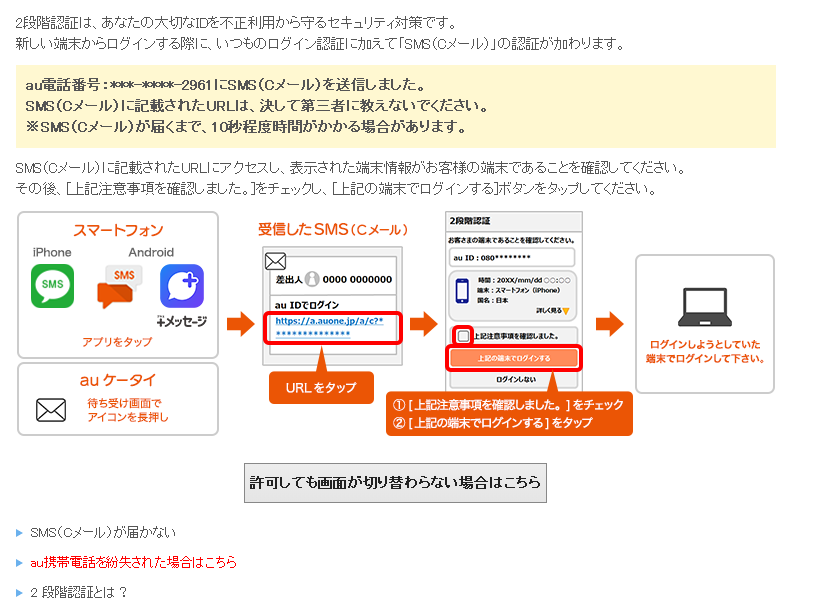 2段階認証は、あなたの大切なIDを不正利用から守るセキュリティ対策です。
新しい端末からログインする際に、いつものログイン認証に加えて「SMS(Cメール)」の認証が加わります。
au電話番号：***-****-2961にSMS(Cメール)を送信しました。
SMS(Cメール)に記載されたURLは、決して第三者に教えないでください。
※SMS(Cメール)が届くまで、10秒程度時間がかかる場合があります。
SMS(Cメール)に記載されたURLにアクセスし、表示された端末情報がお客様の端末であることを確認してください。
その後、[上記注意事項を確認しました。]をチェックし、[上記の端末でログインする]ボタンをタップしてください。
スマートフォン
iPhone
Android
SMS
SMS
+メッセージ
アプリをタップ
au ケータイ
待ち受け画面で
アイコンを長押し
受信したSMS(Cメール)
差出人 0000 0000000
au IDでログイン
https://a.auone.jp/a/c?*
**************
URLをタップ
2段階認証
お客さまの端末であることを確認してください。
au ID：080********
時間：20XX/mm/dd ○○:○○
端末：スマートフォン (iPhone)
国名：日本
詳しく見る▼
上記注意事項を確認しました。
上記の端末でログインする
ログインしない
① [ 上記注意事項を確認しました。 ] をチェック
② [ 上記の端末でログインする ] をタップ
ログインしようとしていた
端末でログインして下さい。
許可しても画面が切り替わらない場合はこちら
SMS(Cメール)が届かない
au携帯電話を紛失された場合はこちら
2 段階認証とは？